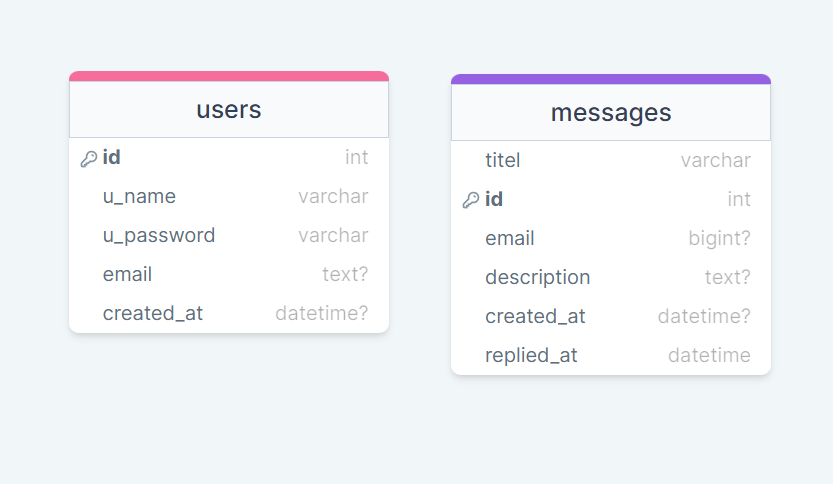 users
id int
u_name varchar
u_password varchar
email text?
created_at datetime?
messages
titel varchar
id int
email bigint?
description text?
created_at datetime?
replied_at datetime